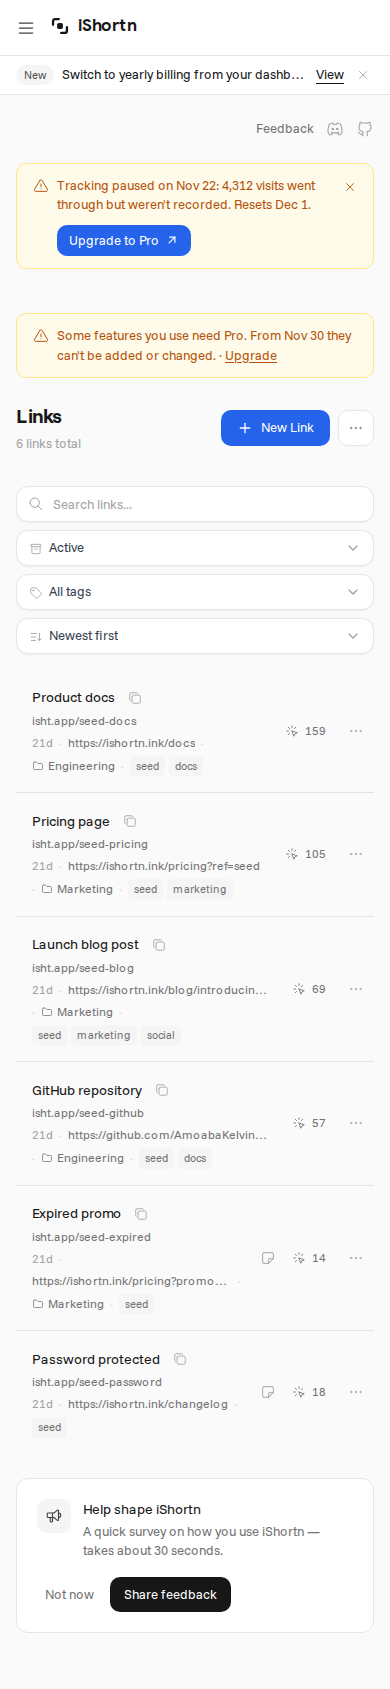 iShortn
New Switch to yearly billing from your dashb... View
Feedback
Tracking paused on Nov 22: 4,312 visits went
through but weren't recorded. Resets Dec 1.
Upgrade to Pro
Some features you use need Pro. From Nov 30 they
can't be added or changed. · Upgrade
Links
6 links total
New Link
Search links...
Active
All tags
Newest first
Product docs
isht.app/seed-docs
21d · https://ishortn.ink/docs ·
Engineering · seed docs
159
Pricing page
isht.app/seed-pricing
21d · https://ishortn.ink/pricing?ref=seed
· Marketing · seed marketing
105
Launch blog post
isht.app/seed-blog
21d · https://ishortn.ink/blog/introducin...
· Marketing ·
seed marketing social
69
GitHub repository
isht.app/seed-github
21d · https://github.com/AmoabaKelvin...
· Engineering · seed docs
57
Expired promo
isht.app/seed-expired
21d ·
https://ishortn.ink/pricing?promo... ·
Marketing · seed
14
Password protected
isht.app/seed-password
21d · https://ishortn.ink/changelog ·
seed
18
Help shape iShortn
A quick survey on how you use iShortn —
takes about 30 seconds.
Not now Share feedback